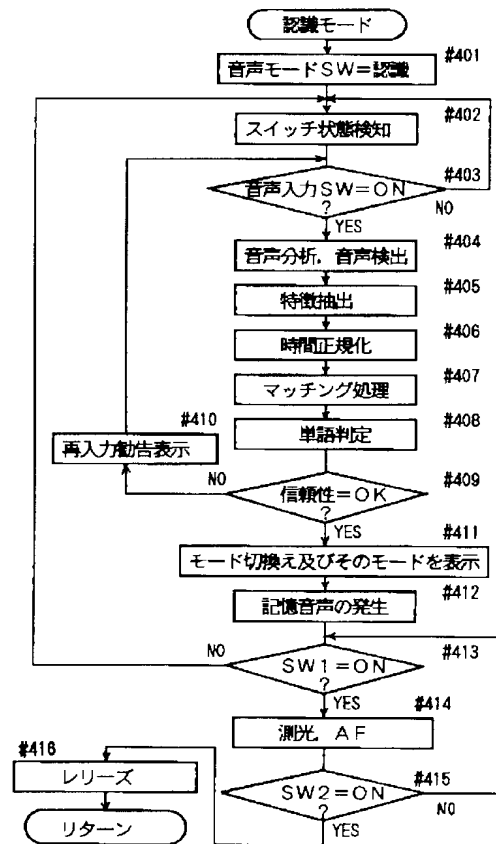 認識モード
#401
音声モードSW=認識
#402
スイッチ状態検知
#403
音声入力SW=ON
?
NO
YES
#404
音声分析，音声検出
#405
特徴抽出
#406
時間正規化
#407
マッチング処理
#410
#408
再入力勧告表示
単語判定
NO
#409
信頼性=OK
?
YES
#411
モード切換え及びそのモードを表示
#412
記憶音声の発生
NO
#413
SW1=ON
?
YES
#414
測光，AF
#416
#415
レリーズ
SW2=ON
?
NO
リターン
YES